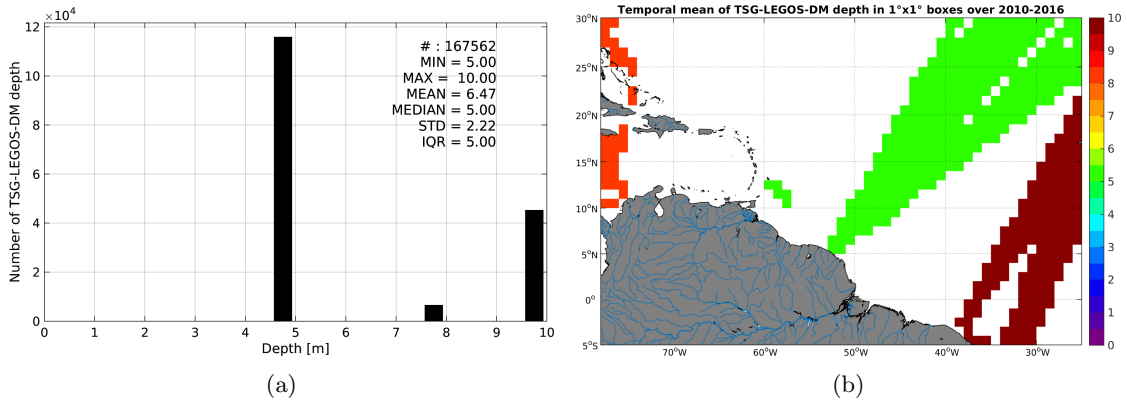 ×10⁴
12
10
8
6
4
2
0
0 1 2 3 4 5 6 7 8 9 10
Number of TSG-LEGOS-DM depth
Depth [m]
# : 167562
MIN = 5.00
MAX = 10.00
MEAN = 6.47
MEDIAN = 5.00
STD = 2.22
IQR = 5.00
(a)
Temporal mean of TSG-LEGOS-DM depth in 1°x1° boxes over 2010-2016
30°N
25°N
20°N
15°N
10°N
5°N
0°
5°S
70°W 60°W 50°W 40°W 30°W
10
9
8
7
6
5
4
3
2
1
0
(b)